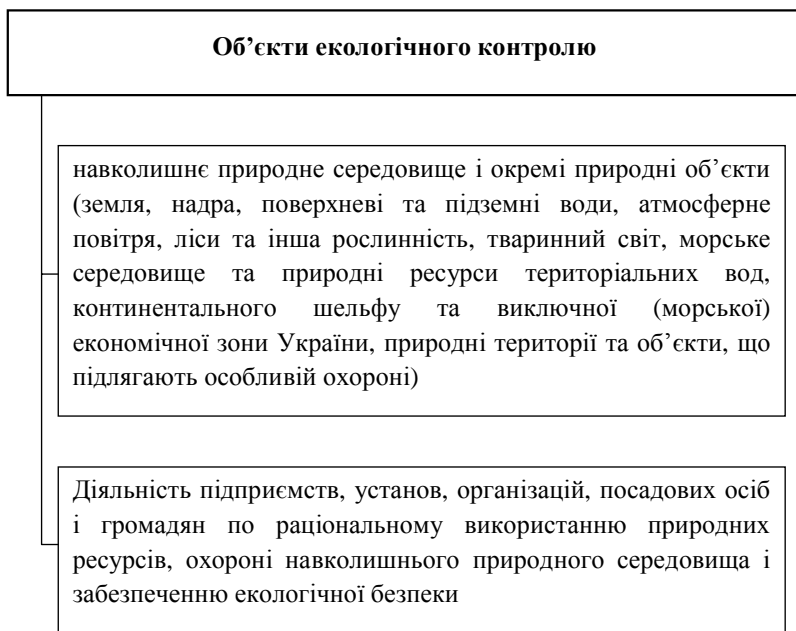 Об’єкти екологічного контролю
навколишнє природне середовище і окремі природні об’єкти
(земля, надра, поверхневі та підземні води, атмосферне
повітря, ліси та інша рослинність, тваринний світ, морське
середовище та природні ресурси територіальних вод,
континентального шельфу та виключної (морської)
економічної зони України, природні території та об’єкти, що
підлягають особливій охороні)
Діяльність підприємств, установ, організацій, посадових осіб
і громадян по раціональному використанню природних
ресурсів, охороні навколишнього природного середовища і
забезпеченню екологічної безпеки